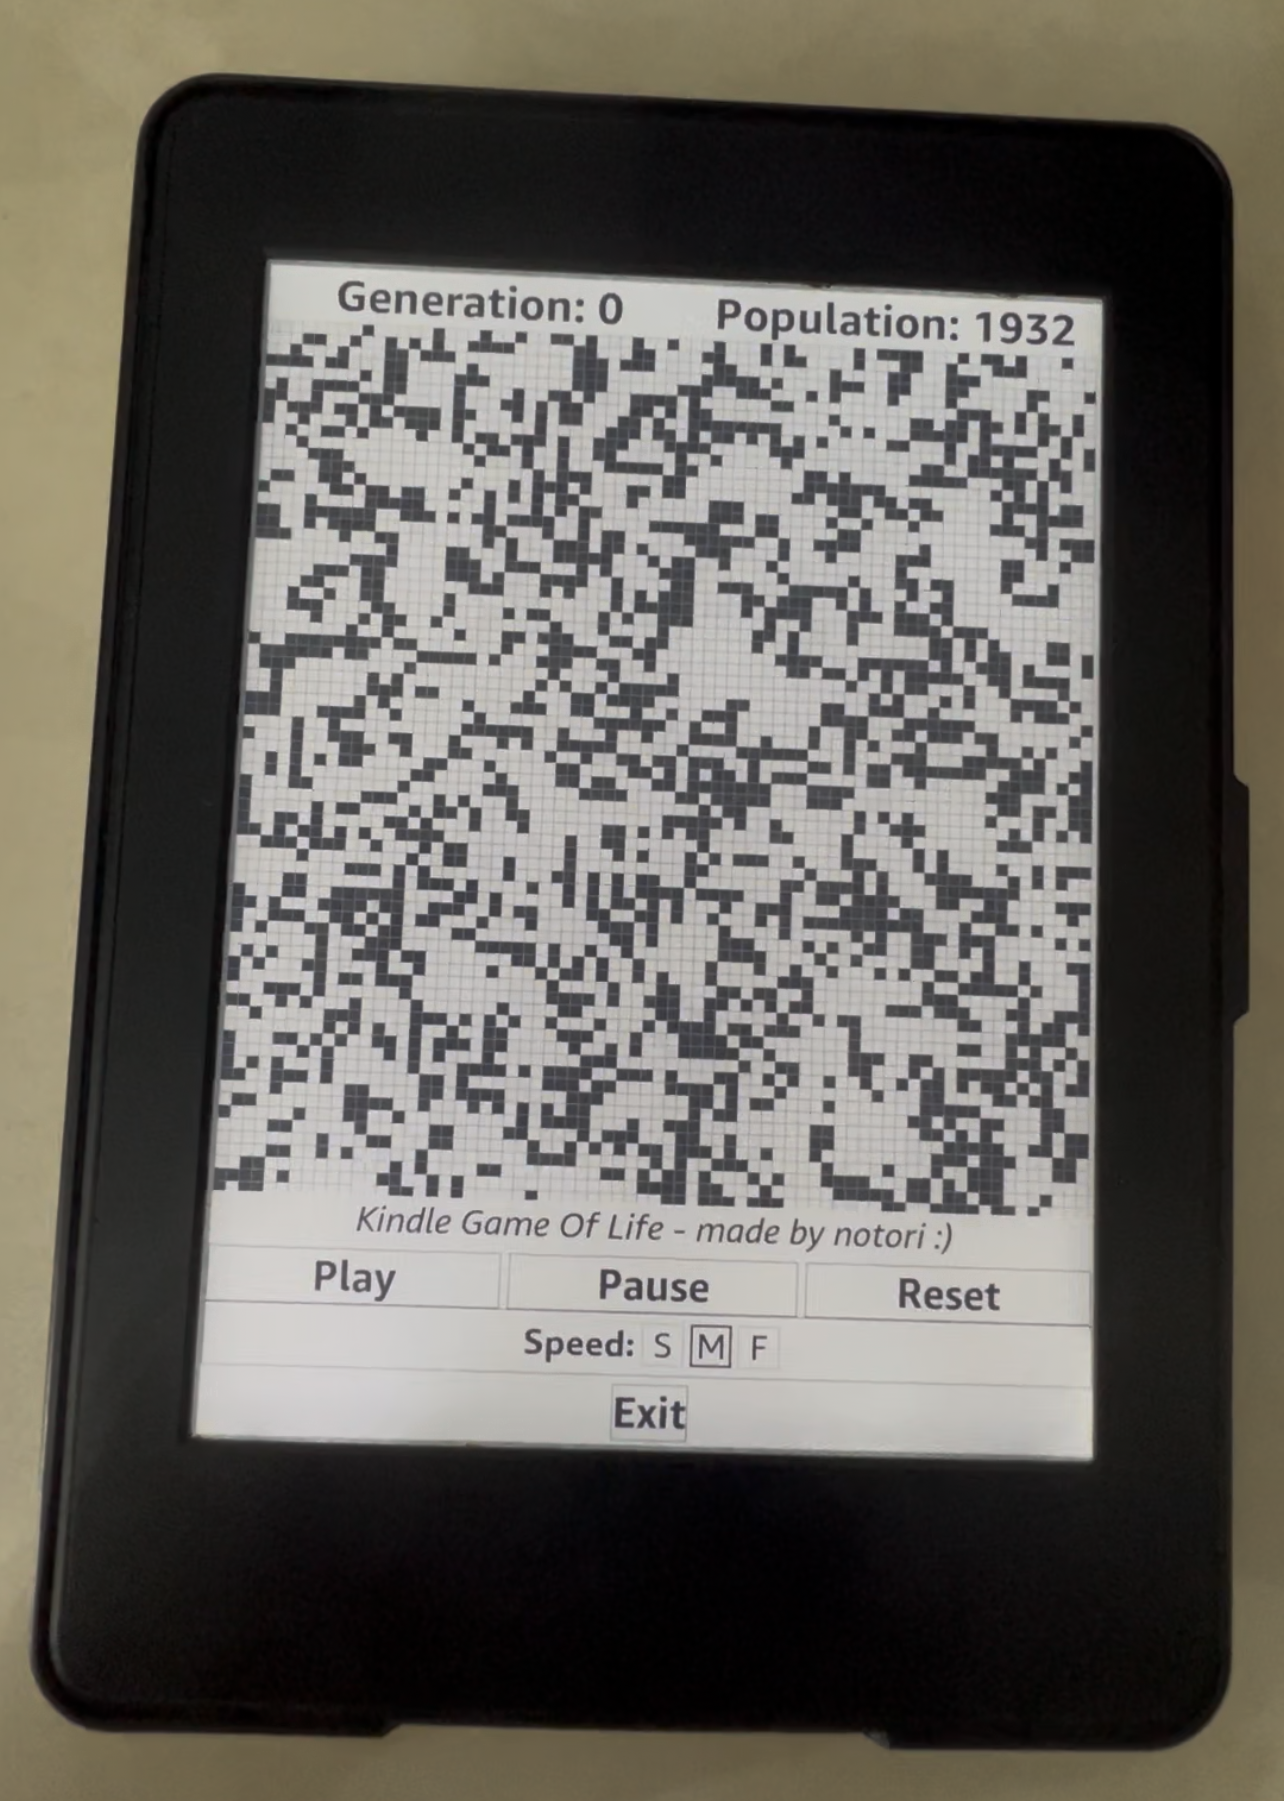 Generation: 0 Population: 1932
Kindle Game Of Life - made by notori :)
Play Pause Reset
Speed: S M F
Exit